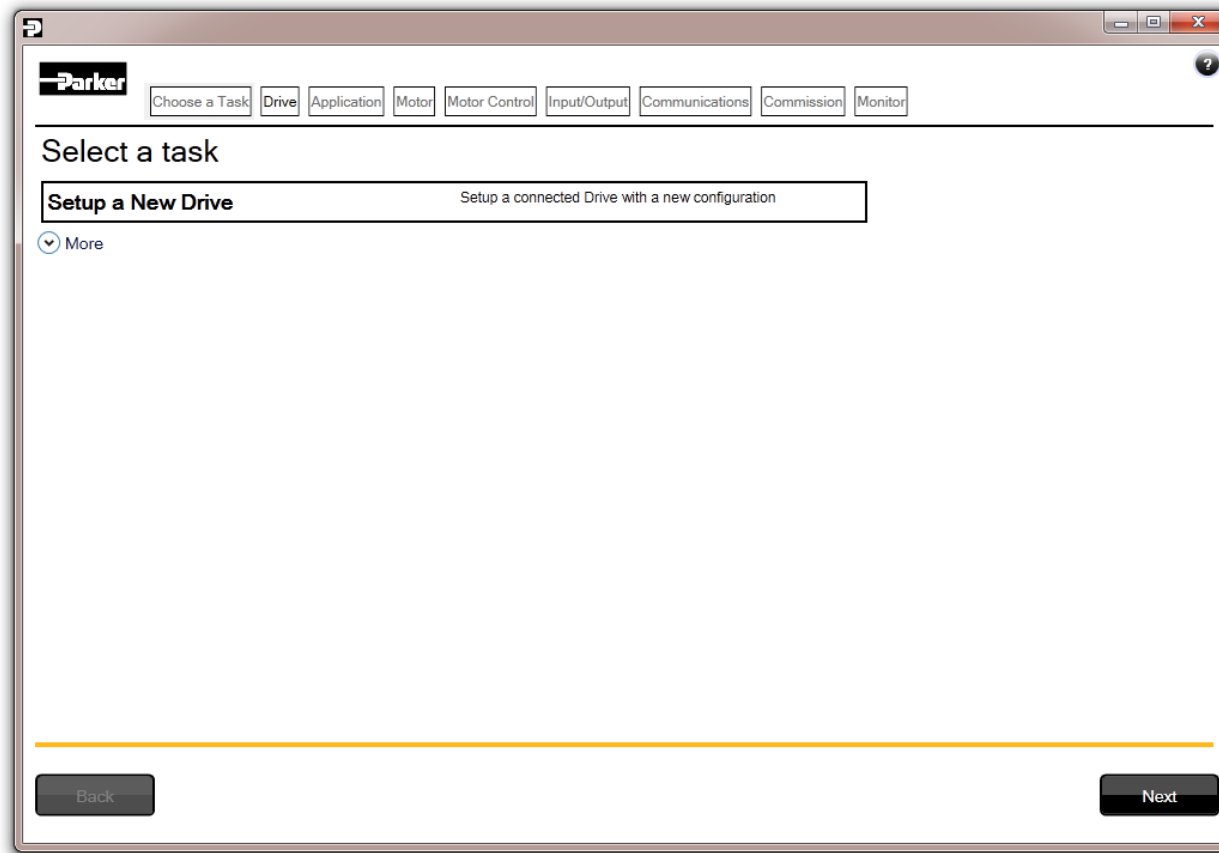 Parker
Choose a Task Drive Application Motor Motor Control Input/Output Communications Commission Monitor
?
Select a task
Setup a New Drive Setup a connected Drive with a new configuration
More
Back Next